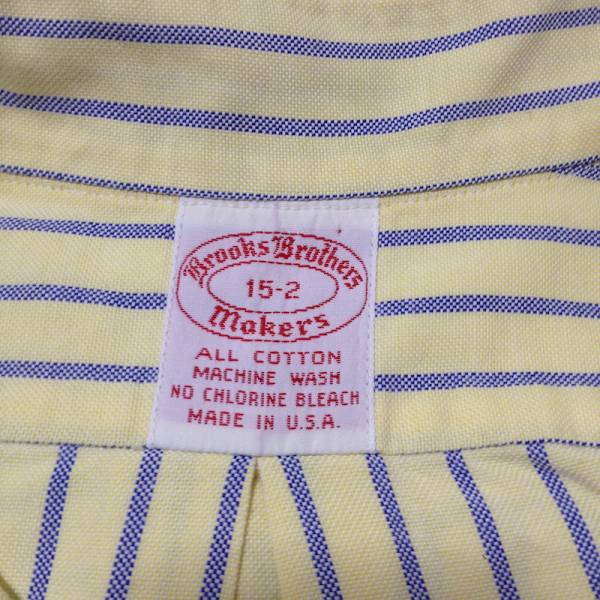 Brooks Brothers
15-2
Makers
ALL COTTON
MACHINE WASH
NO CHLORINE BLEACH
MADE IN U.S.A.